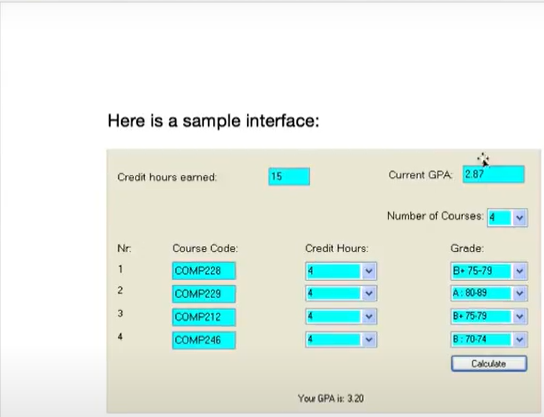 Here is a sample interface:
Credit hours earned: 15 Current GPA: 2.87
Number of Courses: 4
Nr: Course Code: Credit Hours: Grade:
1 COMP228 4 B+ 75-79
2 COMP229 4 A : 80-89
3 COMP212 4 B+ 75-79
4 COMP246 4 B : 70-74
Calculate
Your GPA is: 3.20